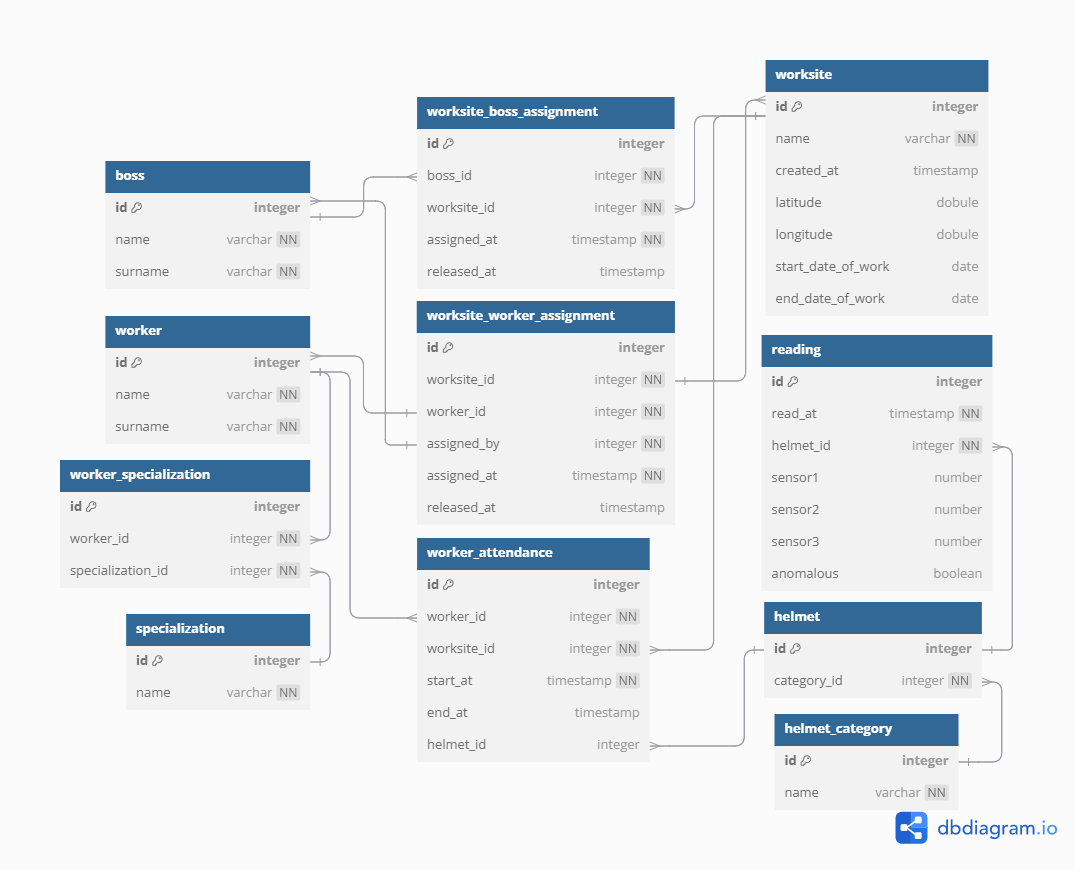 boss
id integer
name varchar NN
surname varchar NN
worker
id integer
name varchar NN
surname varchar NN
worker_specialization
id integer
worker_id integer NN
specialization_id integer NN
specialization
id integer
name varchar NN
worksite_boss_assignment
id integer
boss_id integer NN
worksite_id integer NN
assigned_at timestamp NN
released_at timestamp
worksite_worker_assignment
id integer
worksite_id integer NN
worker_id integer NN
assigned_by integer NN
assigned_at timestamp NN
released_at timestamp
worker_attendance
id integer
worker_id integer NN
worksite_id integer NN
start_at timestamp NN
end_at timestamp
helmet_id integer
worksite
id integer
name varchar NN
created_at timestamp
latitude dobule
longitude dobule
start_date_of_work date
end_date_of_work date
reading
id integer
read_at timestamp NN
helmet_id integer NN
sensor1 number
sensor2 number
sensor3 number
anomalous boolean
helmet
id integer
category_id integer NN
helmet_category
id integer
name varchar NN
dbdiagram.io